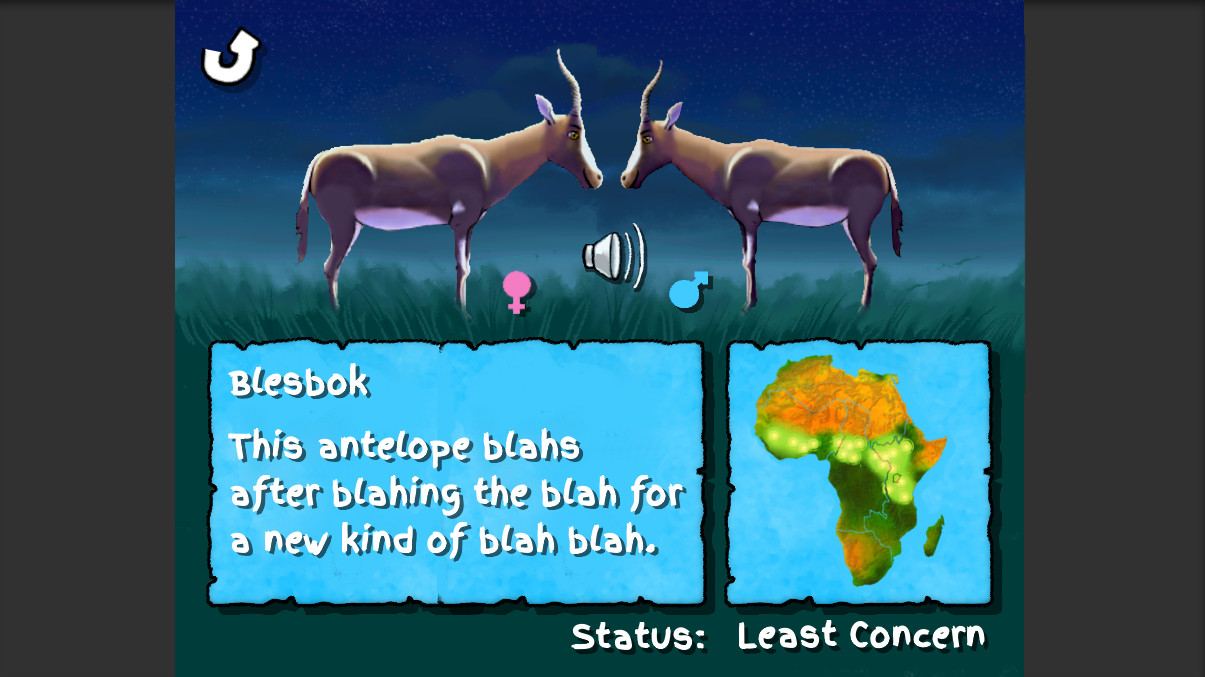 Blesbok
This antelope blahs
after blahing the blah for
a new kind of blah blah.
Status: Least Concern